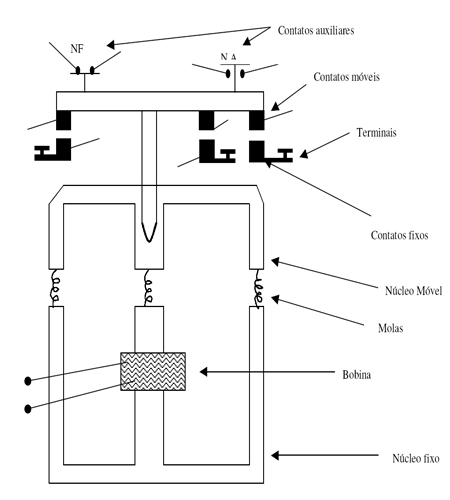 Contatos auxiliares
NF
N A
Contatos móveis
Terminais
Contatos fixos
Núcleo Móvel
Molas
Bobina
Núcleo fixo